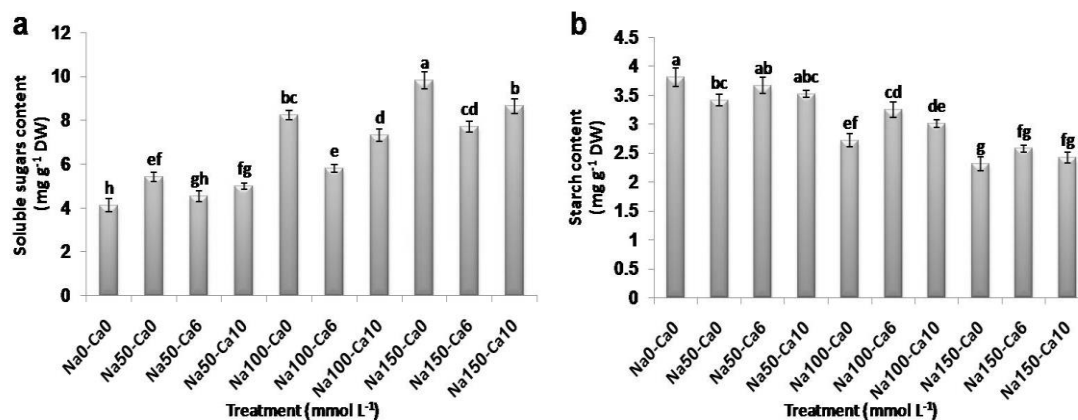 a
Soluble sugars content
(mg g⁻¹ DW)
12
10
8
6
4
2
0
h
ef
gh
fg
bc
e
d
a
cd
b
Na0-Ca0
Na50-Ca0
Na50-Ca6
Na50-Ca10
Na100-Ca0
Na100-Ca6
Na100-Ca10
Na150-Ca0
Na150-Ca6
Na150-Ca10
Treatment (mmol L⁻¹)
b
Starch content
(mg g⁻¹ DW)
4.5
4
3.5
3
2.5
2
1.5
1
0.5
0
a
bc
ab
abc
ef
cd
de
g
fg
fg
Na0-Ca0
Na50-Ca0
Na50-Ca6
Na50-Ca10
Na100-Ca0
Na100-Ca6
Na100-Ca10
Na150-Ca0
Na150-Ca6
Na150-Ca10
Treatment (mmol L⁻¹)